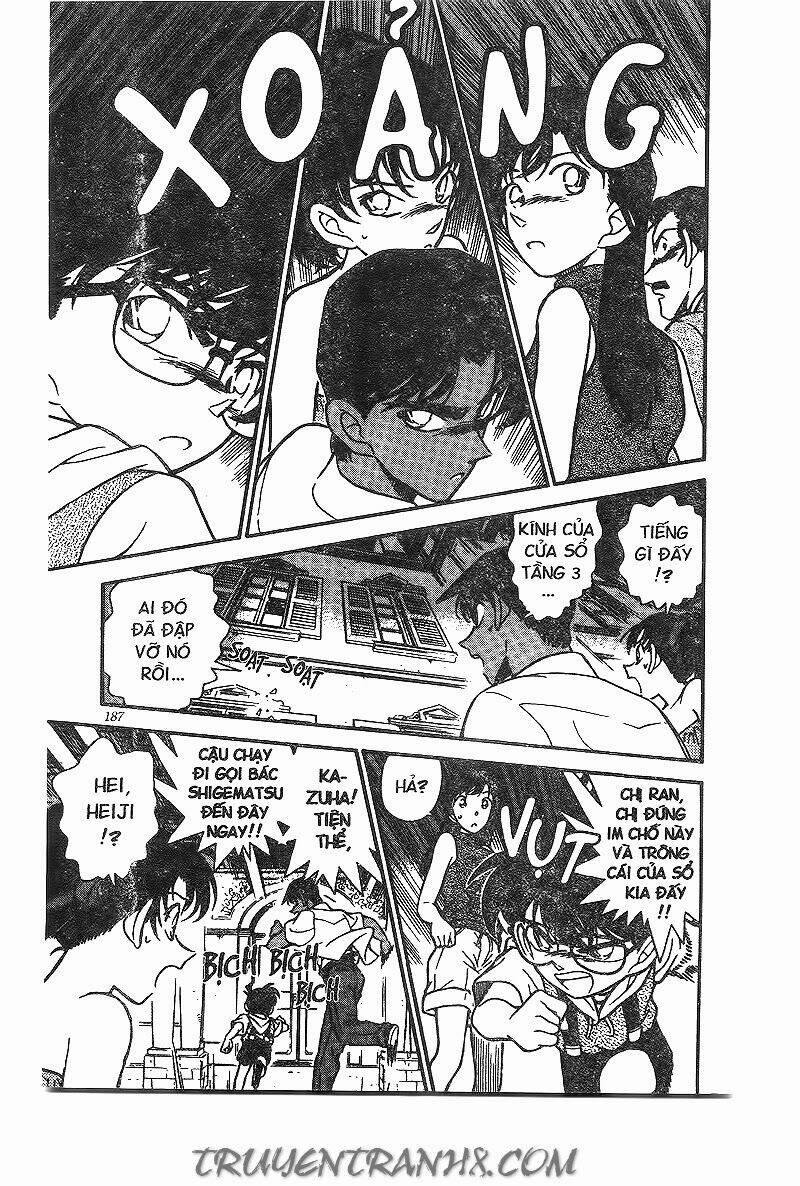 XOẢNG
TIẾNG
GÌ ĐẤY
!?
KÍNH CỦA
CỬA SỔ
TẦNG 3
...
AI ĐÓ
ĐÃ ĐẬP
VỠ NÓ
RỒI...
SOẠT SOẠT
187
CHỊ RAN,
CHỊ ĐỨNG
IM CHỐ NÀY
VÀ TRÔNG
CÁI CỦA SỔ
KIA ĐẤY
!!
VỤT
HẢ?
KA-
ZUHA!
TIỆN
THỂ,
CẬU CHẠY
ĐI GỌI BÁC
SHIGEMATSU
ĐẾN ĐÂY
NGAY!!
HEI,
HEIJI
!?
BỊCH BỊCH
BỊCH
TRUYENTRANH8.COM